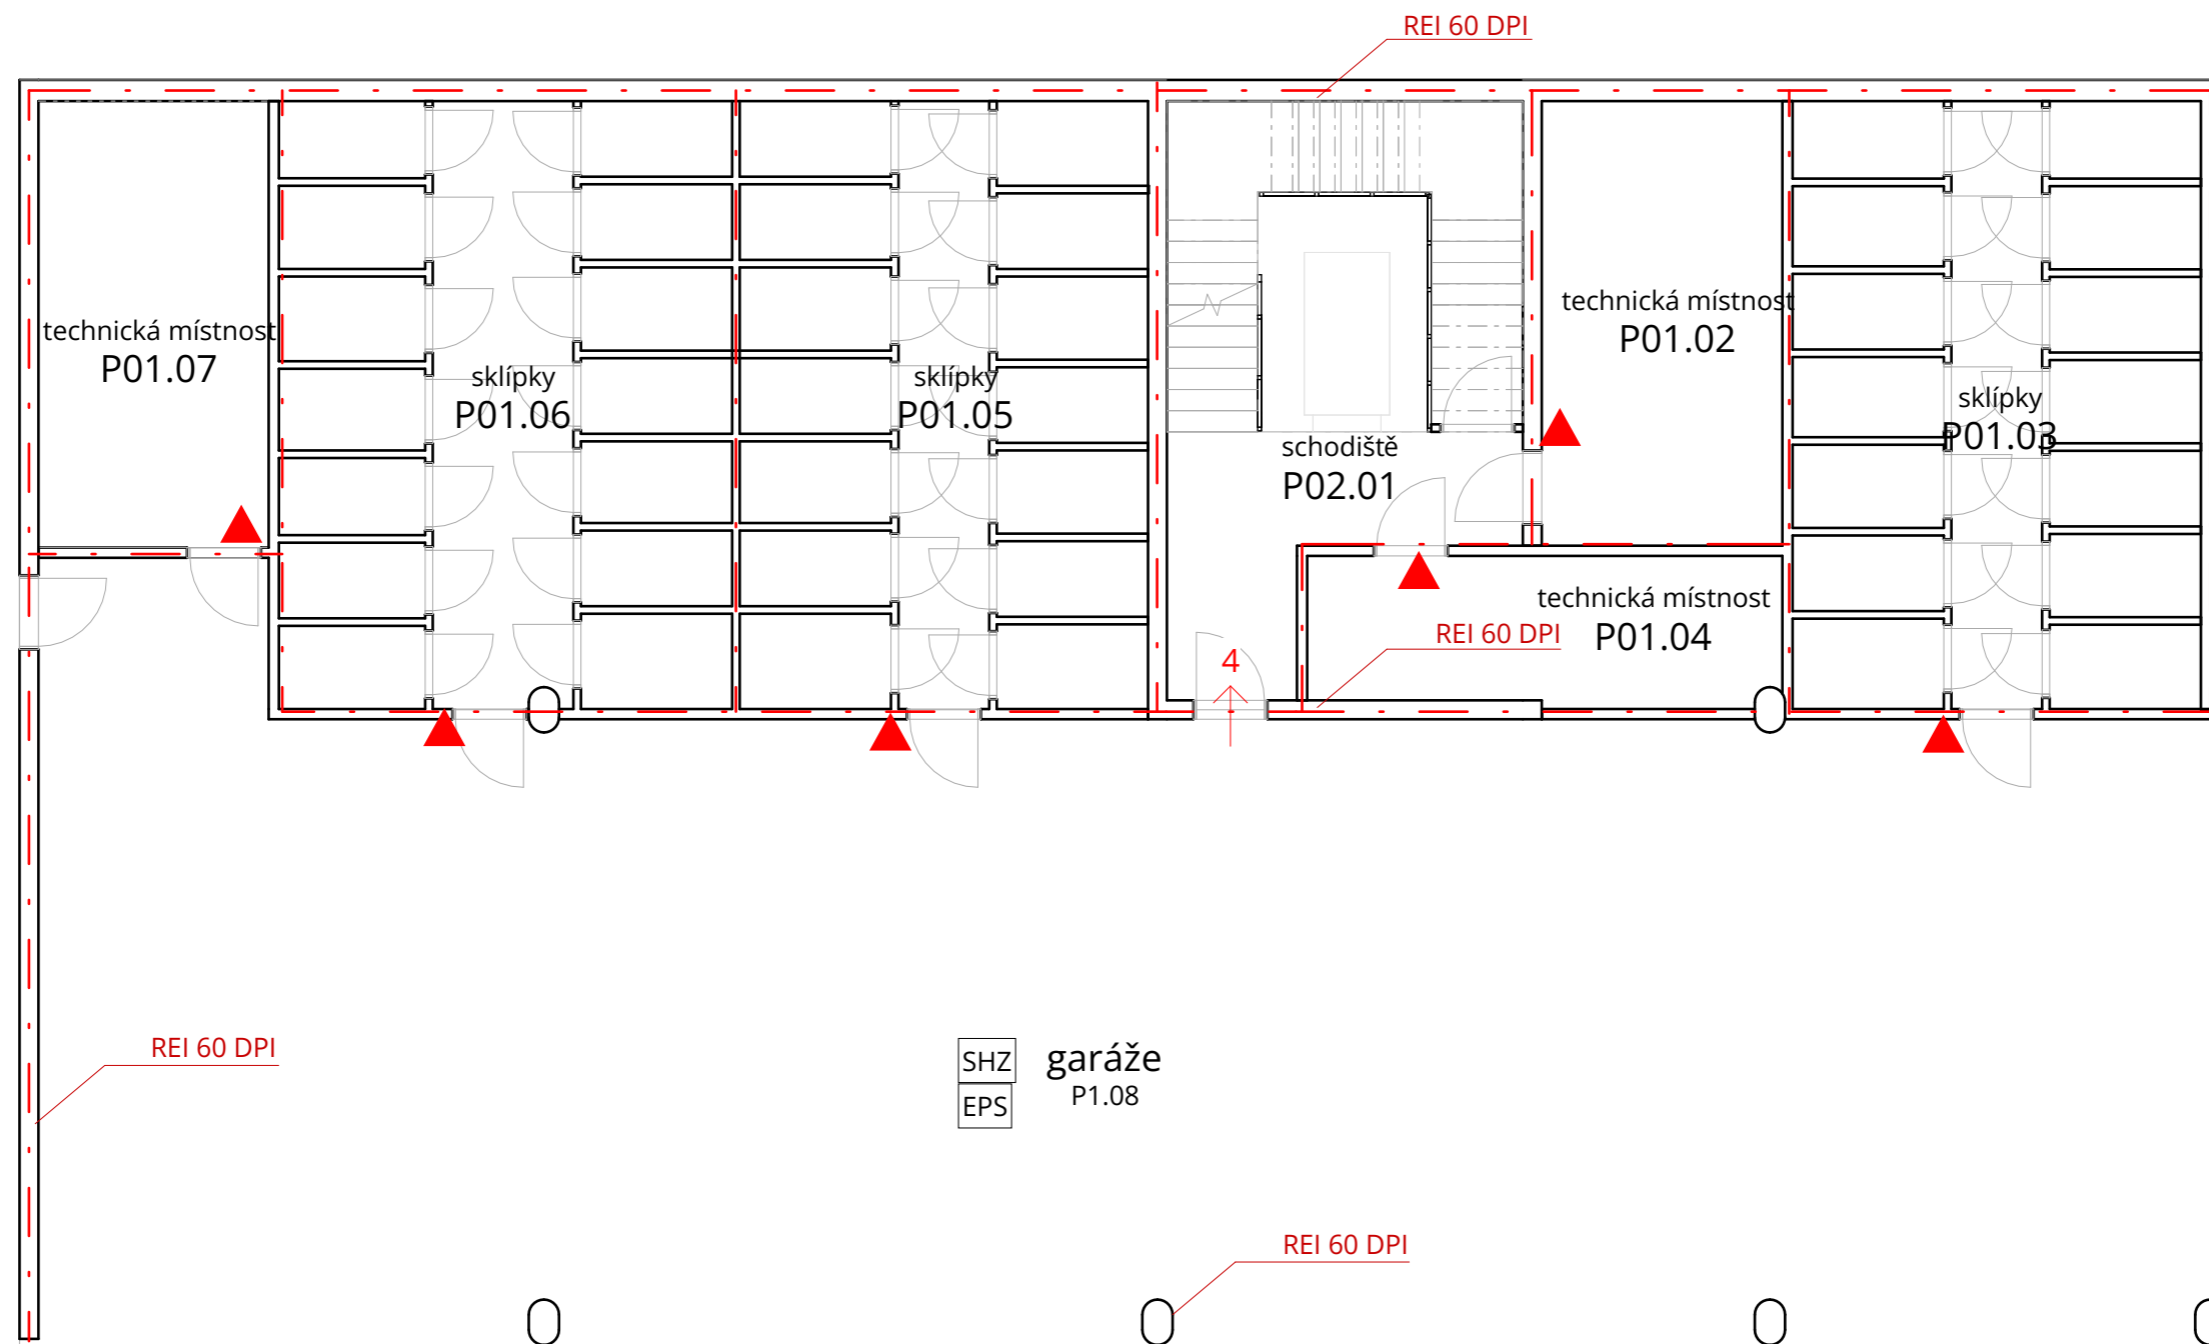 REI 60 DPI
technická místnost
P01.07
sklípky
P01.06
sklípky
P01.05
schodiště
P02.01
technická místnost
P01.02
sklípky
P01.03
technická místnost
P01.04
REI 60 DPI
4
REI 60 DPI
SHZ
EPS
garáže
P1.08
REI 60 DPI